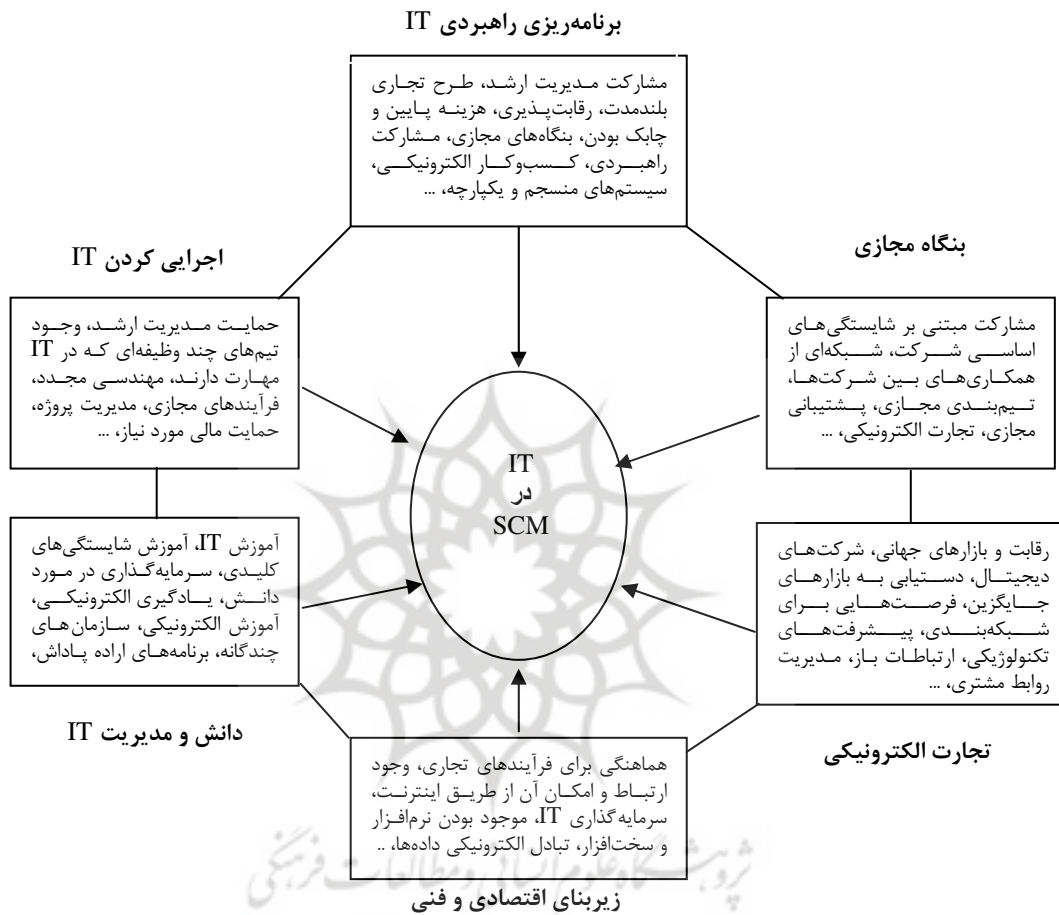 برنامه‌ریزی راهبردی IT
مشارکت مدیریت ارشد، طرح تجاری
بلندمدت، رقابت‌پذیری، هزینه پایین و
چابک بودن، بنگاه‌های مجازی، مشارکت
راهبردی، کسب‌وکار الکترونیکی،
سیستم‌های منسجم و یکپارچه، ...
بنگاه مجازی
مشارکت مبتنی بر شایستگی‌های
اساسی شرکت، شبکه‌ای از
همکاری‌های بین شرکت‌ها،
تیم‌بندی مجازی، پشتیبانی
مجازی، تجارت الکترونیکی، ...
اجرایی کردن IT
حمایت مدیریت ارشد، وجود
تیم‌های چند وظیفه‌ای که در IT
مهارت دارند، مهندسی مجدد،
فرآیندهای مجازی، مدیریت پروژه،
حمایت مالی مورد نیاز، ...
IT
در
SCM
رقابت و بازارهای جهانی، شرکت‌های
دیجیتال، دستیابی به بازارهای
جایگزین، فرصت‌هایی برای
شبکه‌بندی، پیشرفت‌های
تکنولوژیکی، ارتباطات باز، مدیریت
روابط مشتری، ...
تجارت الکترونیکی
آموزش IT، آموزش شایستگی‌های
کلیدی، سرمایه‌گذاری در مورد
دانش، یادگیری الکترونیکی،
آموزش الکترونیکی، سازمان‌های
چندگانه، برنامه‌های اراده پاداش،
دانش و مدیریت IT
هماهنگی برای فرآیندهای تجاری، وجود
ارتباط و امکان آن از طریق اینترنت،
سرمایه‌گذاری IT، موجود بودن نرم‌افزار
و سخت‌افزار، تبادل الکترونیکی داده‌ها، ..
زیربنای اقتصادی و فنی
پژوهشگاه علوم انسانی و مطالعات فرهنگی